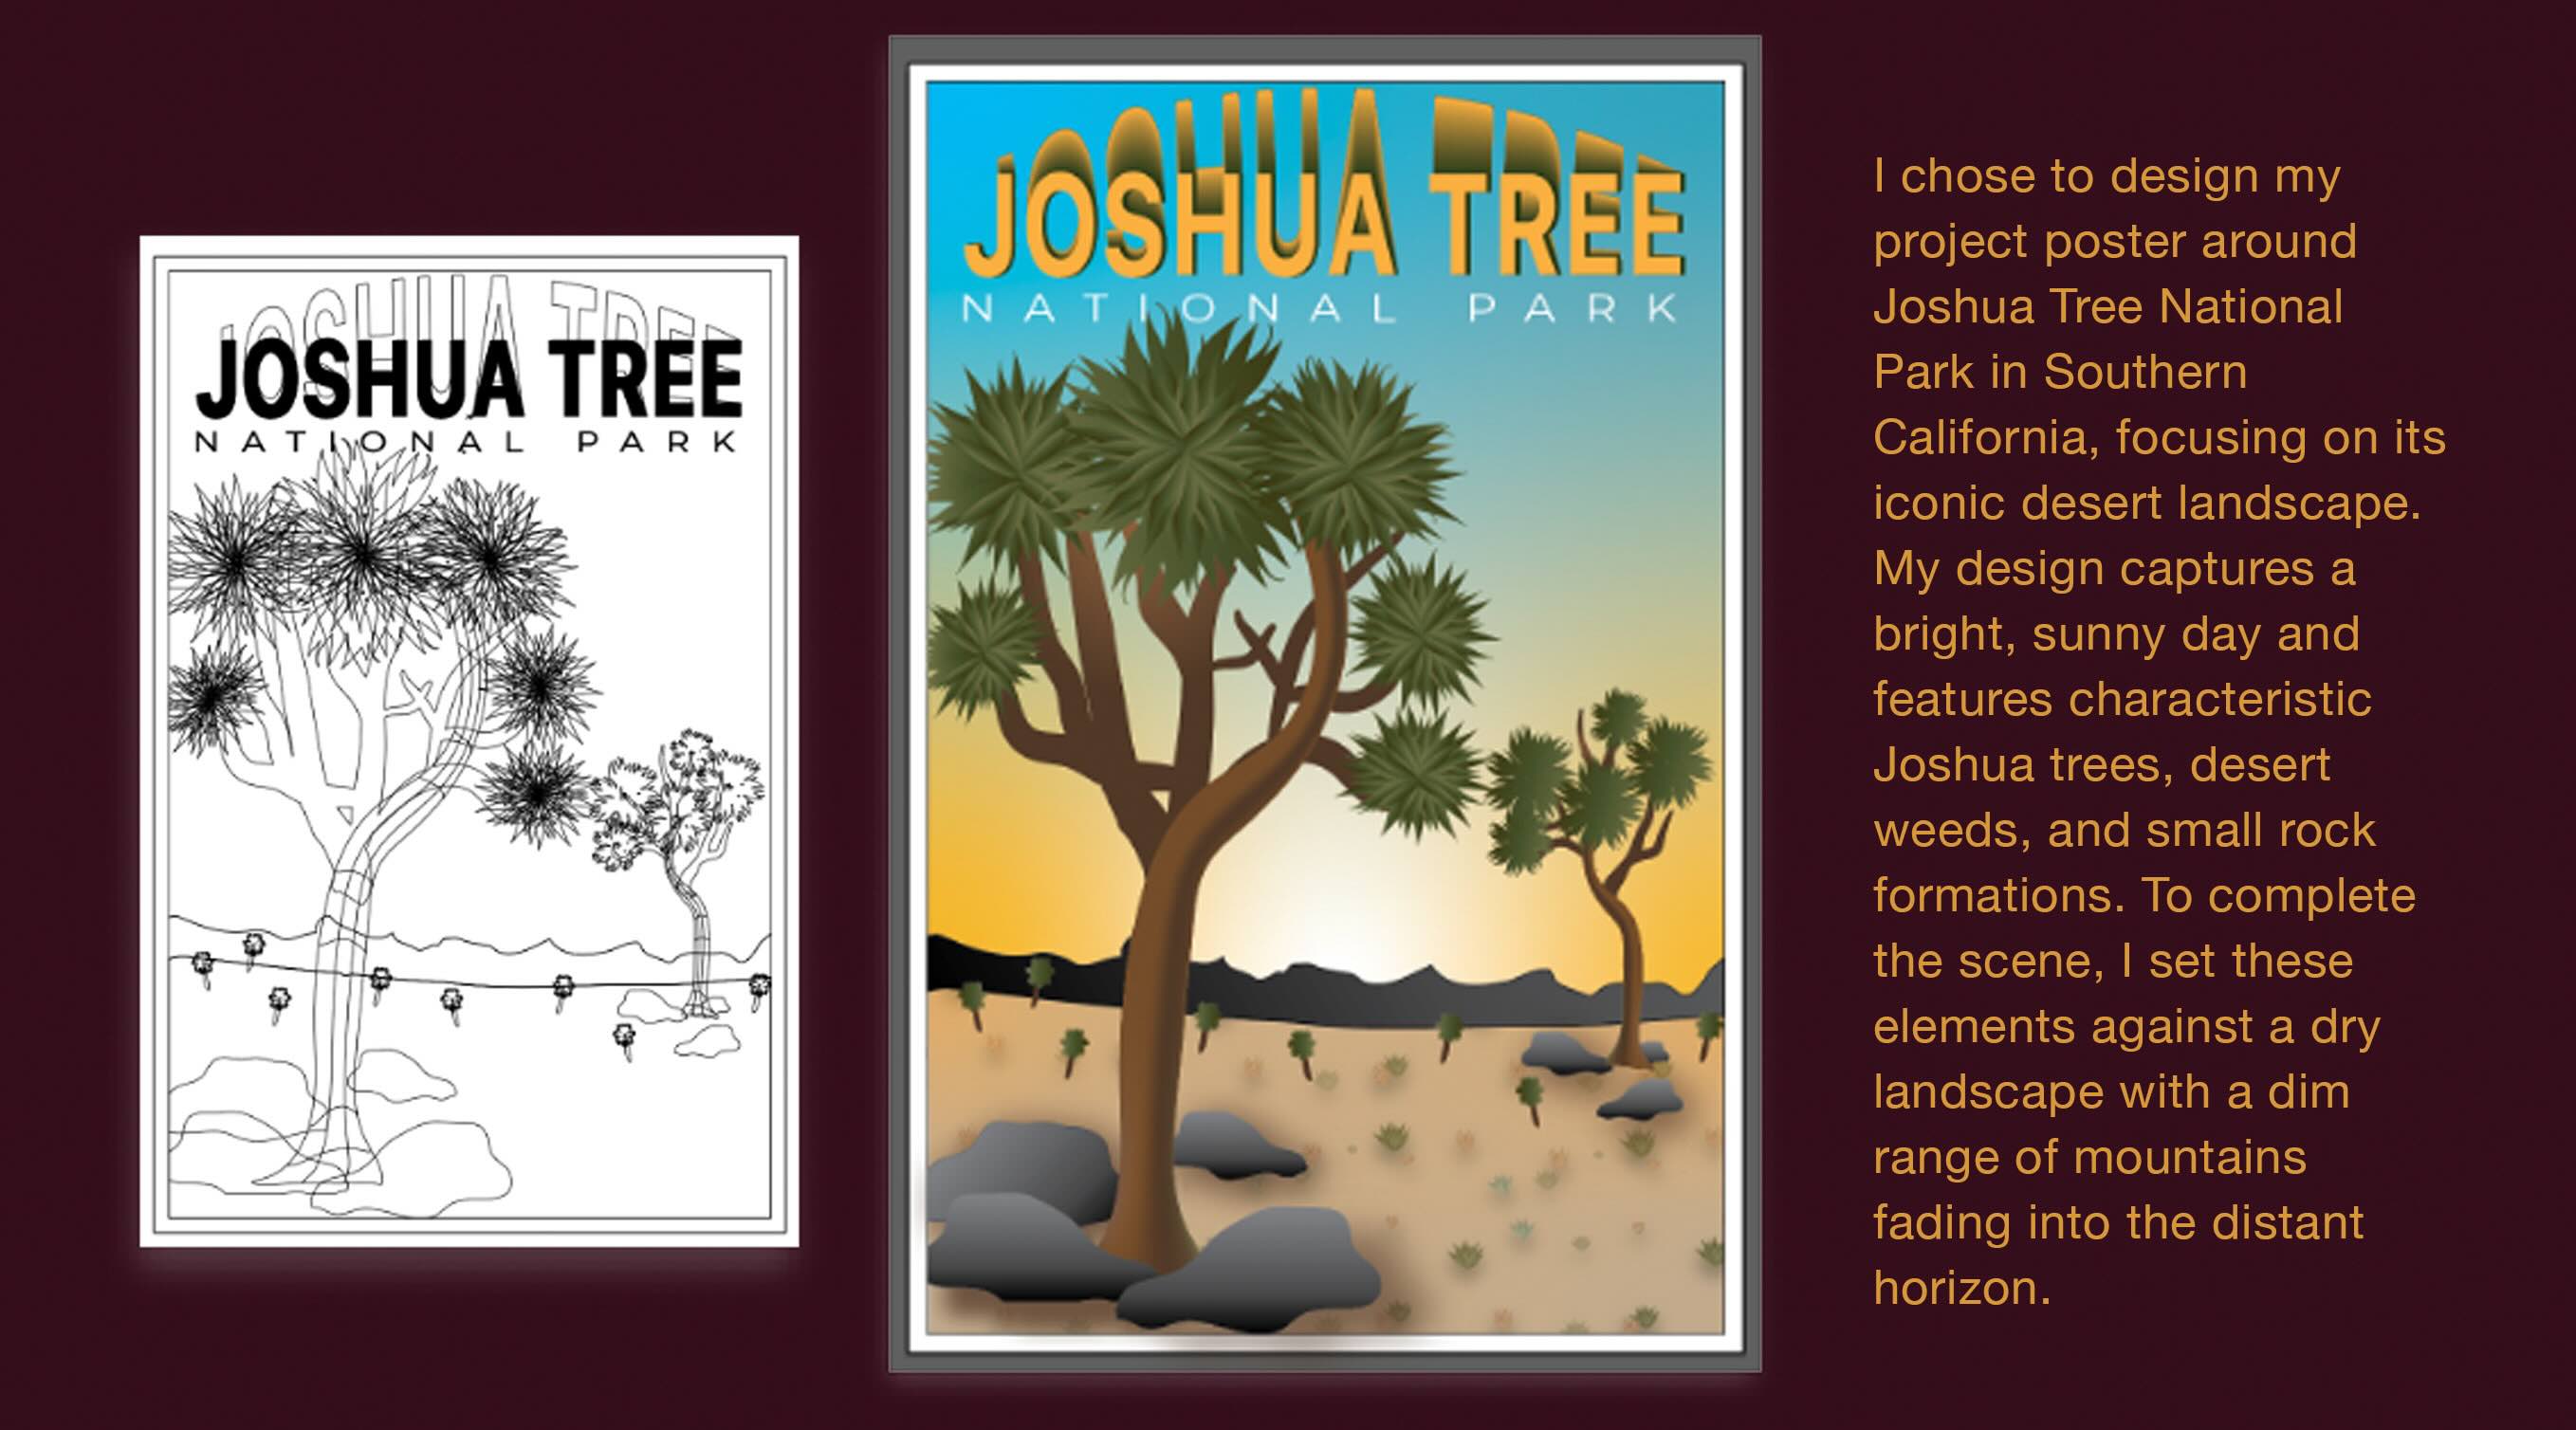 JOSHUA TREE
NATIONAL PARK
JOSHUA TREE
NATIONAL PARK
I chose to design my
project poster around
Joshua Tree National
Park in Southern
California, focusing on its
iconic desert landscape.
My design captures a
bright, sunny day and
features characteristic
Joshua trees, desert
weeds, and small rock
formations. To complete
the scene, I set these
elements against a dry
landscape with a dim
range of mountains
fading into the distant
horizon.